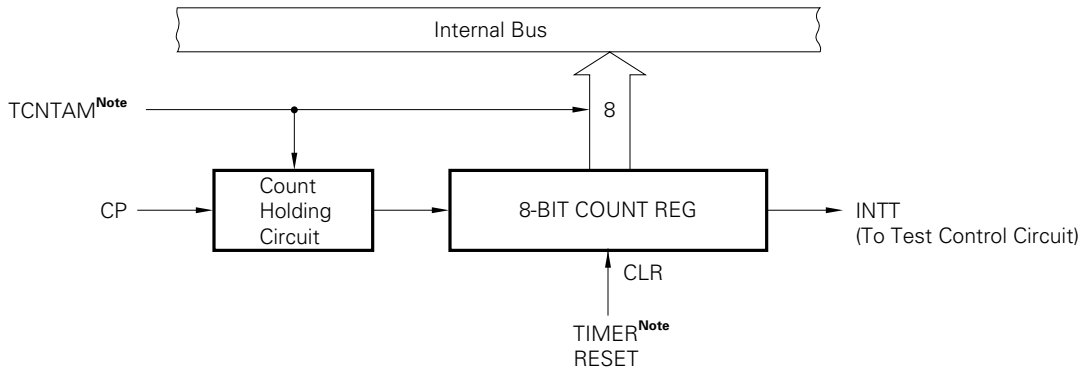 Internal Bus
TCNTAMNote
8
CP
Count
Holding
Circuit
8-BIT COUNT REG
INTT
(To Test Control Circuit)
CLR
TIMERNote
RESET